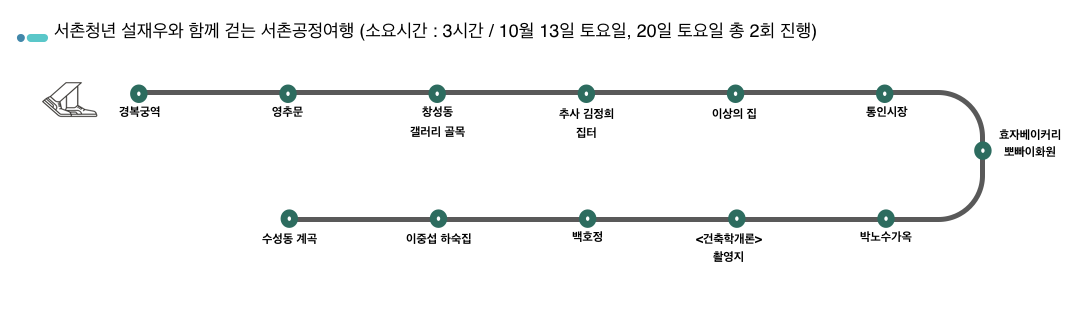 서촌청년 설재우와 함께 걷는 서촌공정여행 (소요시간 : 3시간 / 10월 13일 토요일, 20일 토요일 총 2회 진행)
경복궁역
영추문
창성동
갤러리 골목
추사 김정희
집터
이상의 집
통인시장
효자베이커리
뽀빠이화원
박노수가옥
<건축학개론>
촬영지
백호정
이중섭 하숙집
수성동 계곡